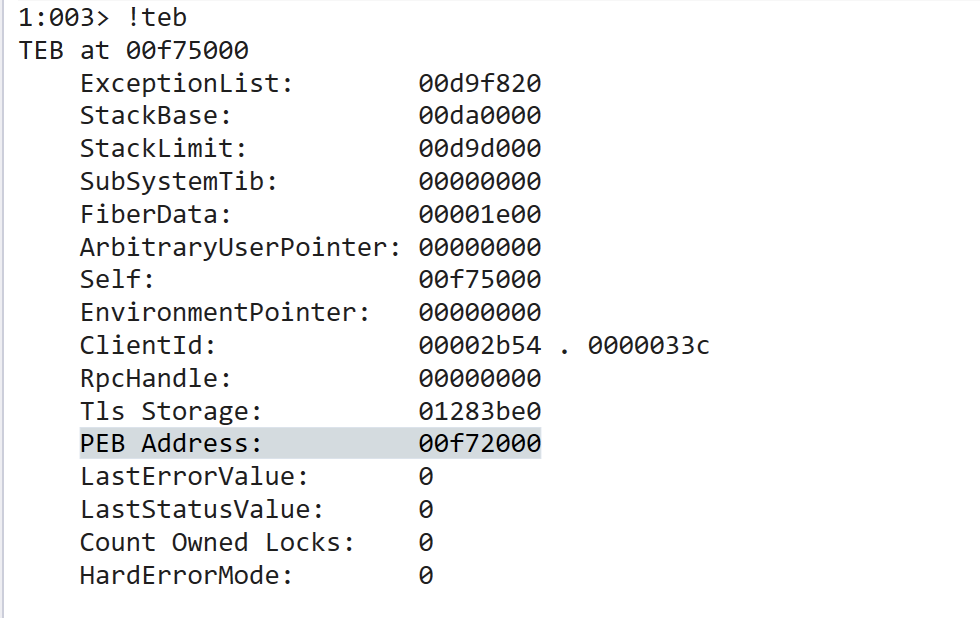 1:003> !teb
TEB at 00f75000
    ExceptionList:        00d9f820
    StackBase:            00da0000
    StackLimit:           00d9d000
    SubSystemTib:         00000000
    FiberData:            00001e00
    ArbitraryUserPointer: 00000000
    Self:                 00f75000
    EnvironmentPointer:   00000000
    ClientId:             00002b54 . 0000033c
    RpcHandle:            00000000
    Tls Storage:          01283be0
    PEB Address:          00f72000
    LastErrorValue:       0
    LastStatusValue:      0
    Count Owned Locks:    0
    HardErrorMode:        0